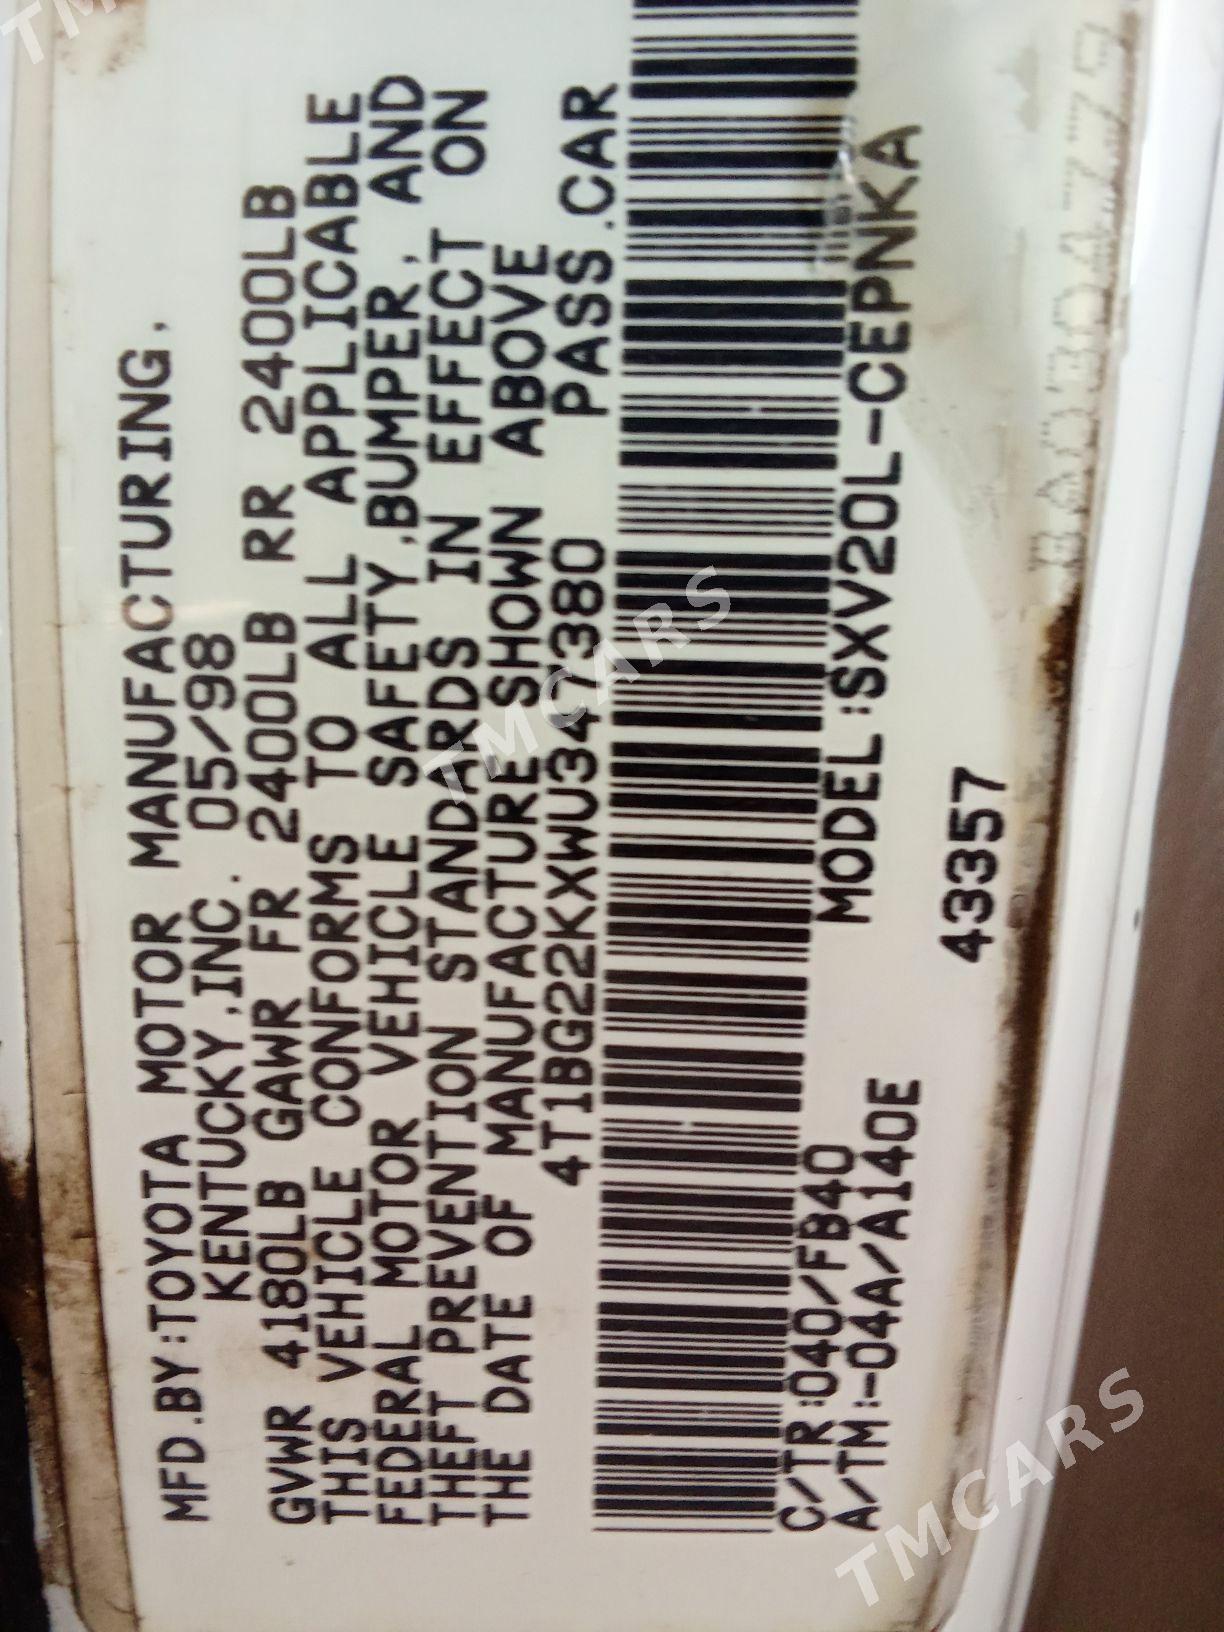 MFD.BY:TOYOTA MOTOR MANUFACTURING,
KENTUCKY,INC. 05/98
GVWR 4180LB GAWR FR 2400LB RR 2400LB
THIS VEHICLE CONFORMS TO ALL APPLICABLE
FEDERAL MOTOR VEHICLE SAFETY,BUMPER, AND
THEFT PREVENTION STANDARDS IN EFFECT ON
THE DATE OF MANUFACTURE SHOWN ABOVE
4T1BG22KXWU347380 PASS.CAR
C/TR:040/FB40 MODEL:SXV20L-CEPNKA
A/TM:-04A/A140E
43357
TMCARS
TMCARS